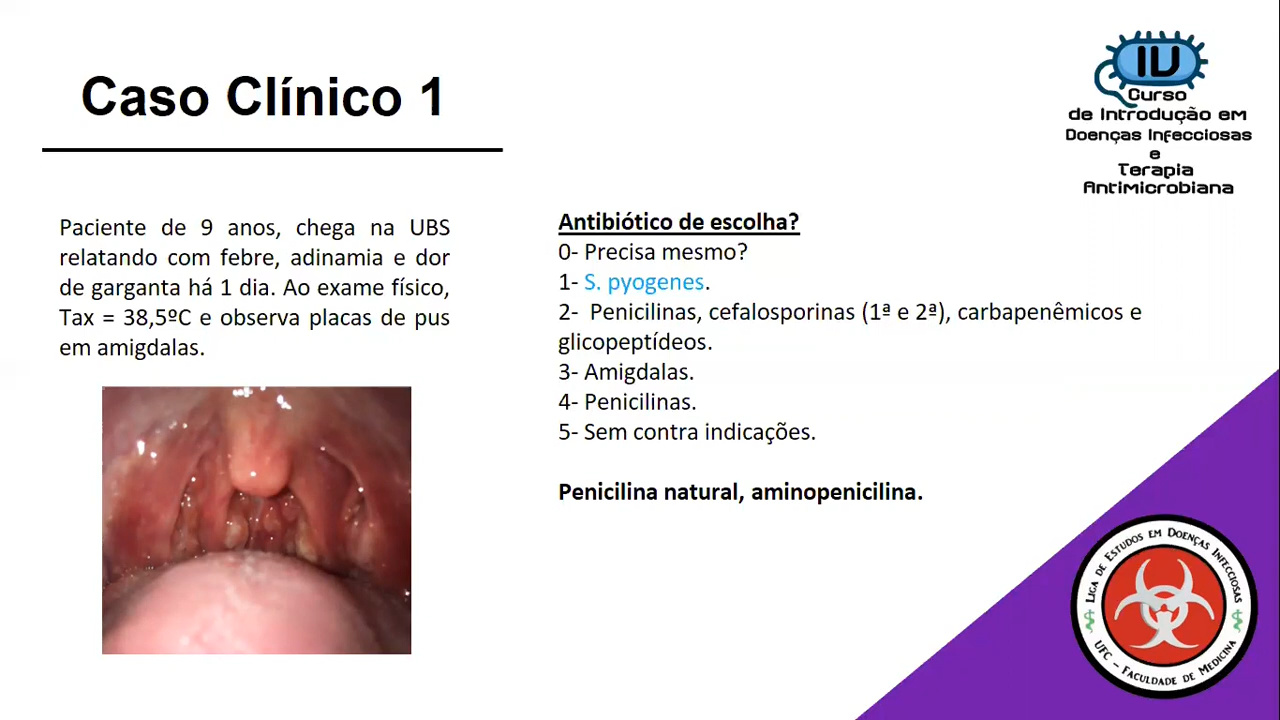 Caso Clínico 1
IV
Curso
de Introdução em
Doenças Infecciosas
e
Terapia
Antimicrobiana
Paciente de 9 anos, chega na UBS
relatando com febre, adinamia e dor
de garganta há 1 dia. Ao exame físico,
Tax = 38,5ºC e observa placas de pus
em amigdalas.
Antibiótico de escolha?
0- Precisa mesmo?
1- S. pyogenes.
2- Penicilinas, cefalosporinas (1ª e 2ª), carbapenêmicos e
glicopeptídeos.
3- Amigdalas.
4- Penicilinas.
5- Sem contra indicações.
Penicilina natural, aminopenicilina.
Liga de Estudos em Doenças Infecciosas
UFC – Faculdade de Medicina